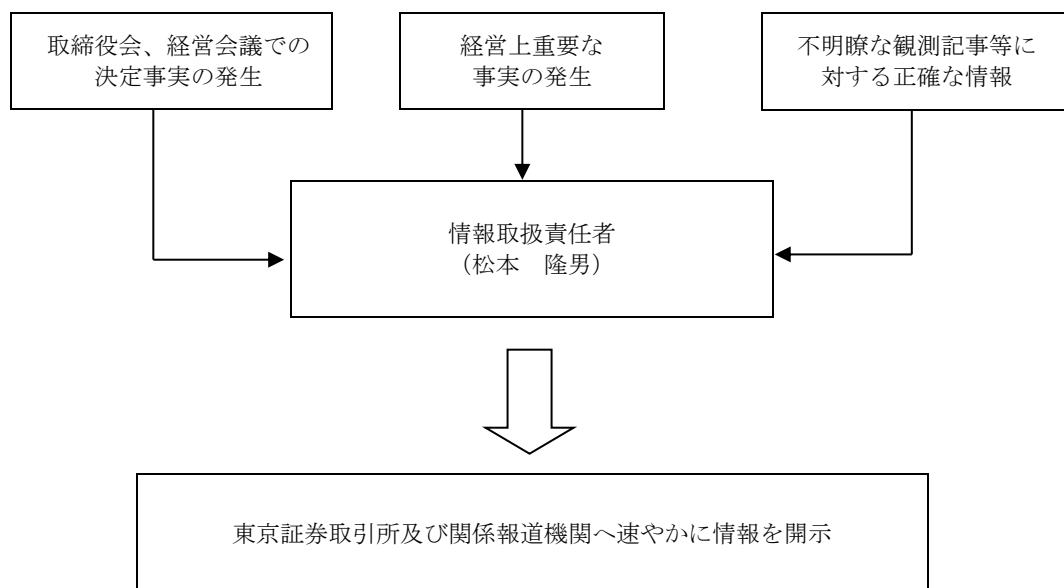 取締役会、経営会議での
決定事実の発生
経営上重要な
事実の発生
不明瞭な観測記事等に
対する正確な情報
情報取扱責任者
（松本　隆男）
東京証券取引所及び関係報道機関へ速やかに情報を開示